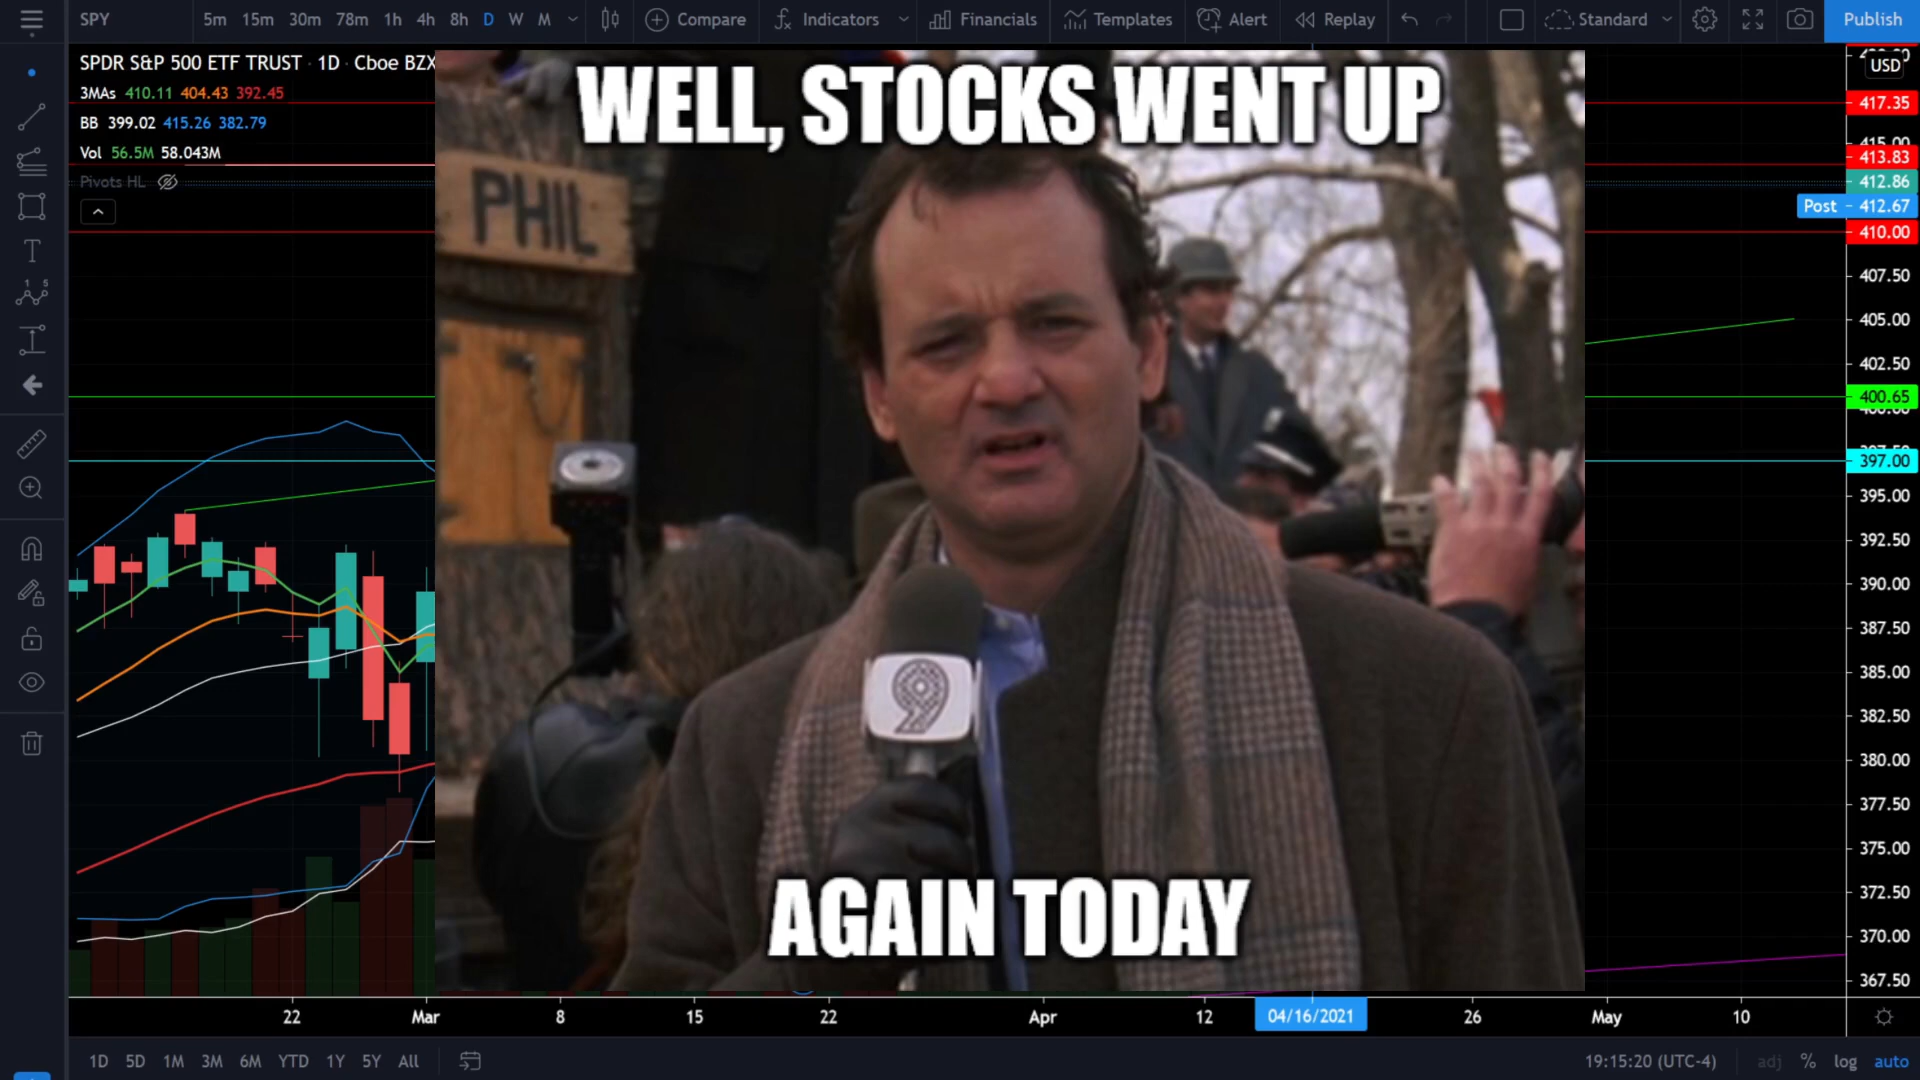 SPY 5m 15m 30m 78m 1h 4h 8h D W M Compare Indicators Financials Templates Alert Replay Standard Publish
SPDR S&P 500 ETF TRUST · 1D · Cboe BZX
3MAs 410.11 404.43 392.45
BB 399.02 415.26 382.79
Vol 56.5M 58.043M
Pivots HL
WELL, STOCKS WENT UP
PHIL
9
AGAIN TODAY
USD
417.35
415.00
413.83
412.86
Post 412.67
410.00
407.50
405.00
402.50
400.65
397.00
395.00
392.50
390.00
387.50
385.00
382.50
380.00
377.50
375.00
372.50
370.00
367.50
22 Mar 8 15 22 Apr 12 04/16/2021 26 May 10
1D 5D 1M 3M 6M YTD 1Y 5Y All 19:15:20 (UTC-4) adj % log auto